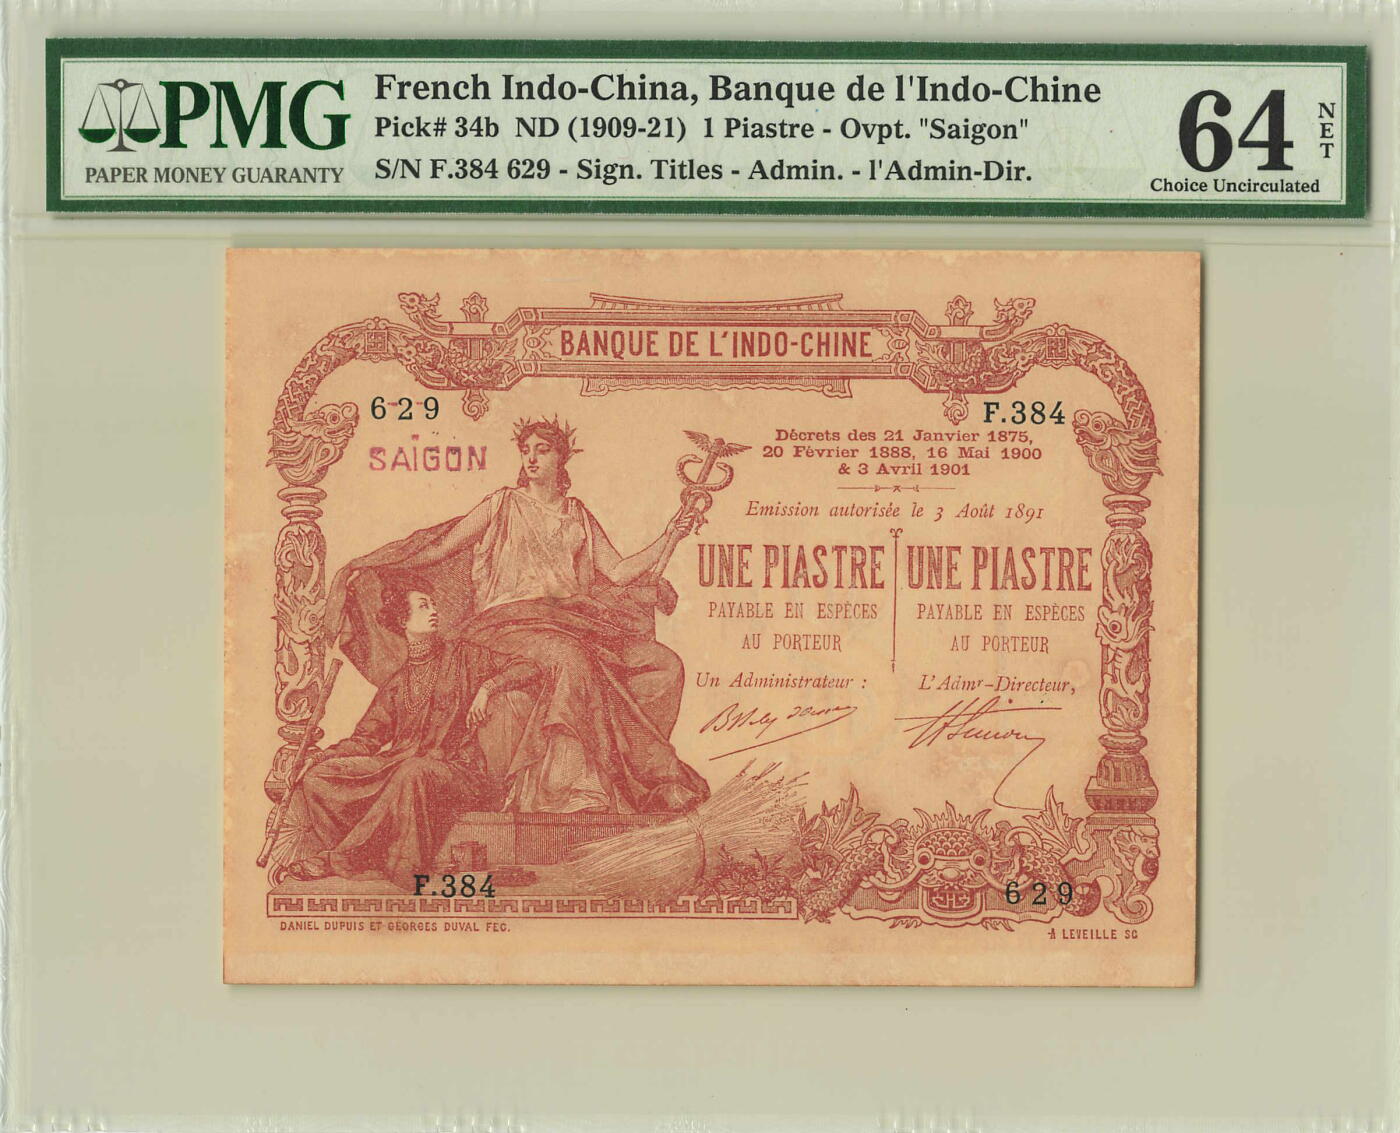 PMG
PAPER MONEY GUARANTY
French Indo-China, Banque de l'Indo-Chine
Pick# 34b ND (1909-21) 1 Piastre - Ovpt. "Saigon"
S/N F.384 629 - Sign. Titles - Admin. - l'Admin-Dir.
64
NET
Choice Uncirculated
BANQUE DE L'INDO-CHINE
629
F.384
SAÏGON
Décrets des 21 Janvier 1875,
20 Février 1888, 16 Mai 1900
& 3 Avril 1901
Emission autorisée le 3 Août 1891
UNE PIASTRE
PAYABLE EN ESPÈCES
AU PORTEUR
Un Administrateur :
UNE PIASTRE
PAYABLE EN ESPÈCES
AU PORTEUR
L'Admr-Directeur,
F.384
629
DANIEL DUPUIS ET GEORGES DUVAL FEC.
A LEVEILLE SC